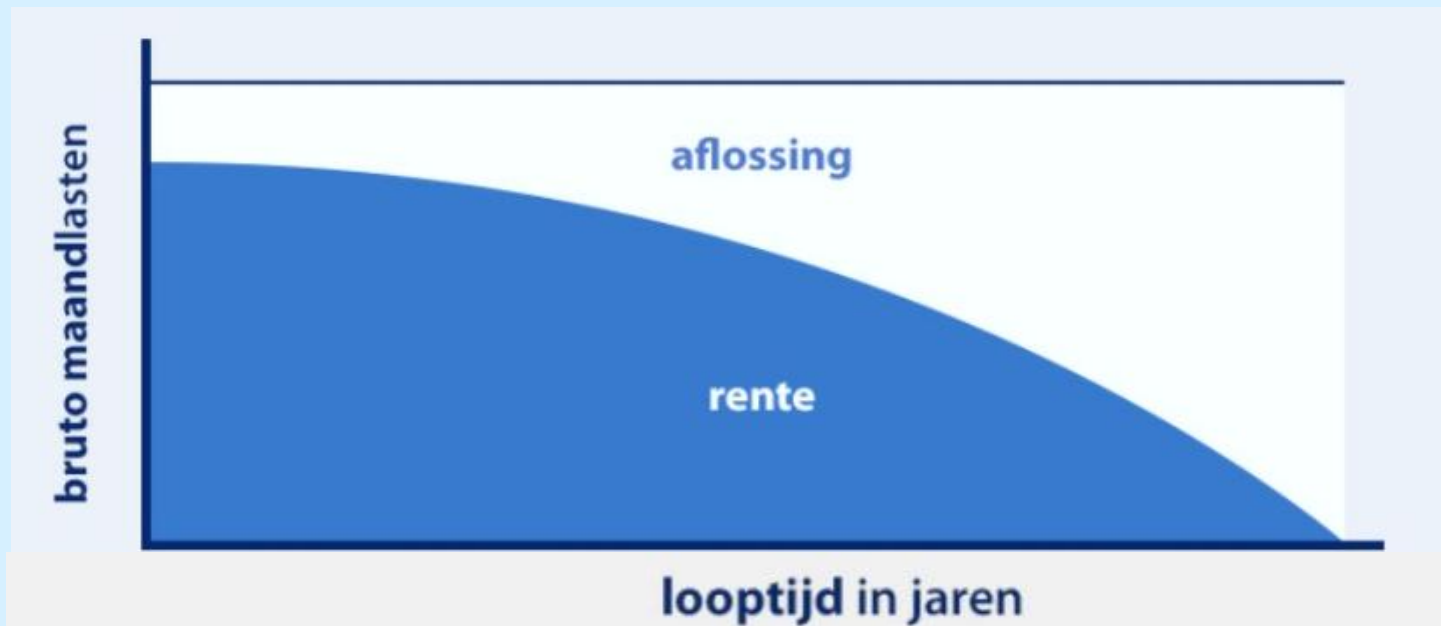 bruto maandlasten
aflossing
rente
looptijd in jaren